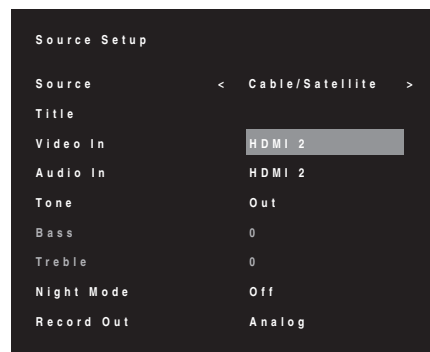 Source Setup
Source < Cable/Satellite >
Title
Video In HDMI 2
Audio In HDMI 2
Tone Out
Bass 0
Treble 0
Night Mode Off
Record Out Analog